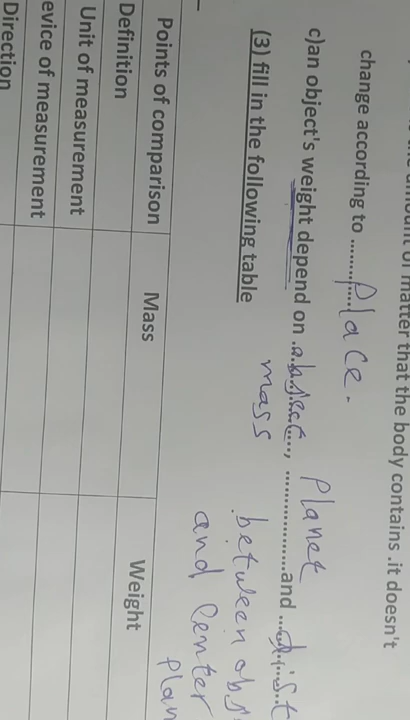 amount of matter that the body contains .it doesn't
change according to ............ Place.
c)an object's weight depend on .object..., ................. Planet and ....dist
mass
between obj
and Center
plan
(3) fill in the following table
Points of comparison Mass Weight
Definition
Unit of measurement
evice of measurement
Direction